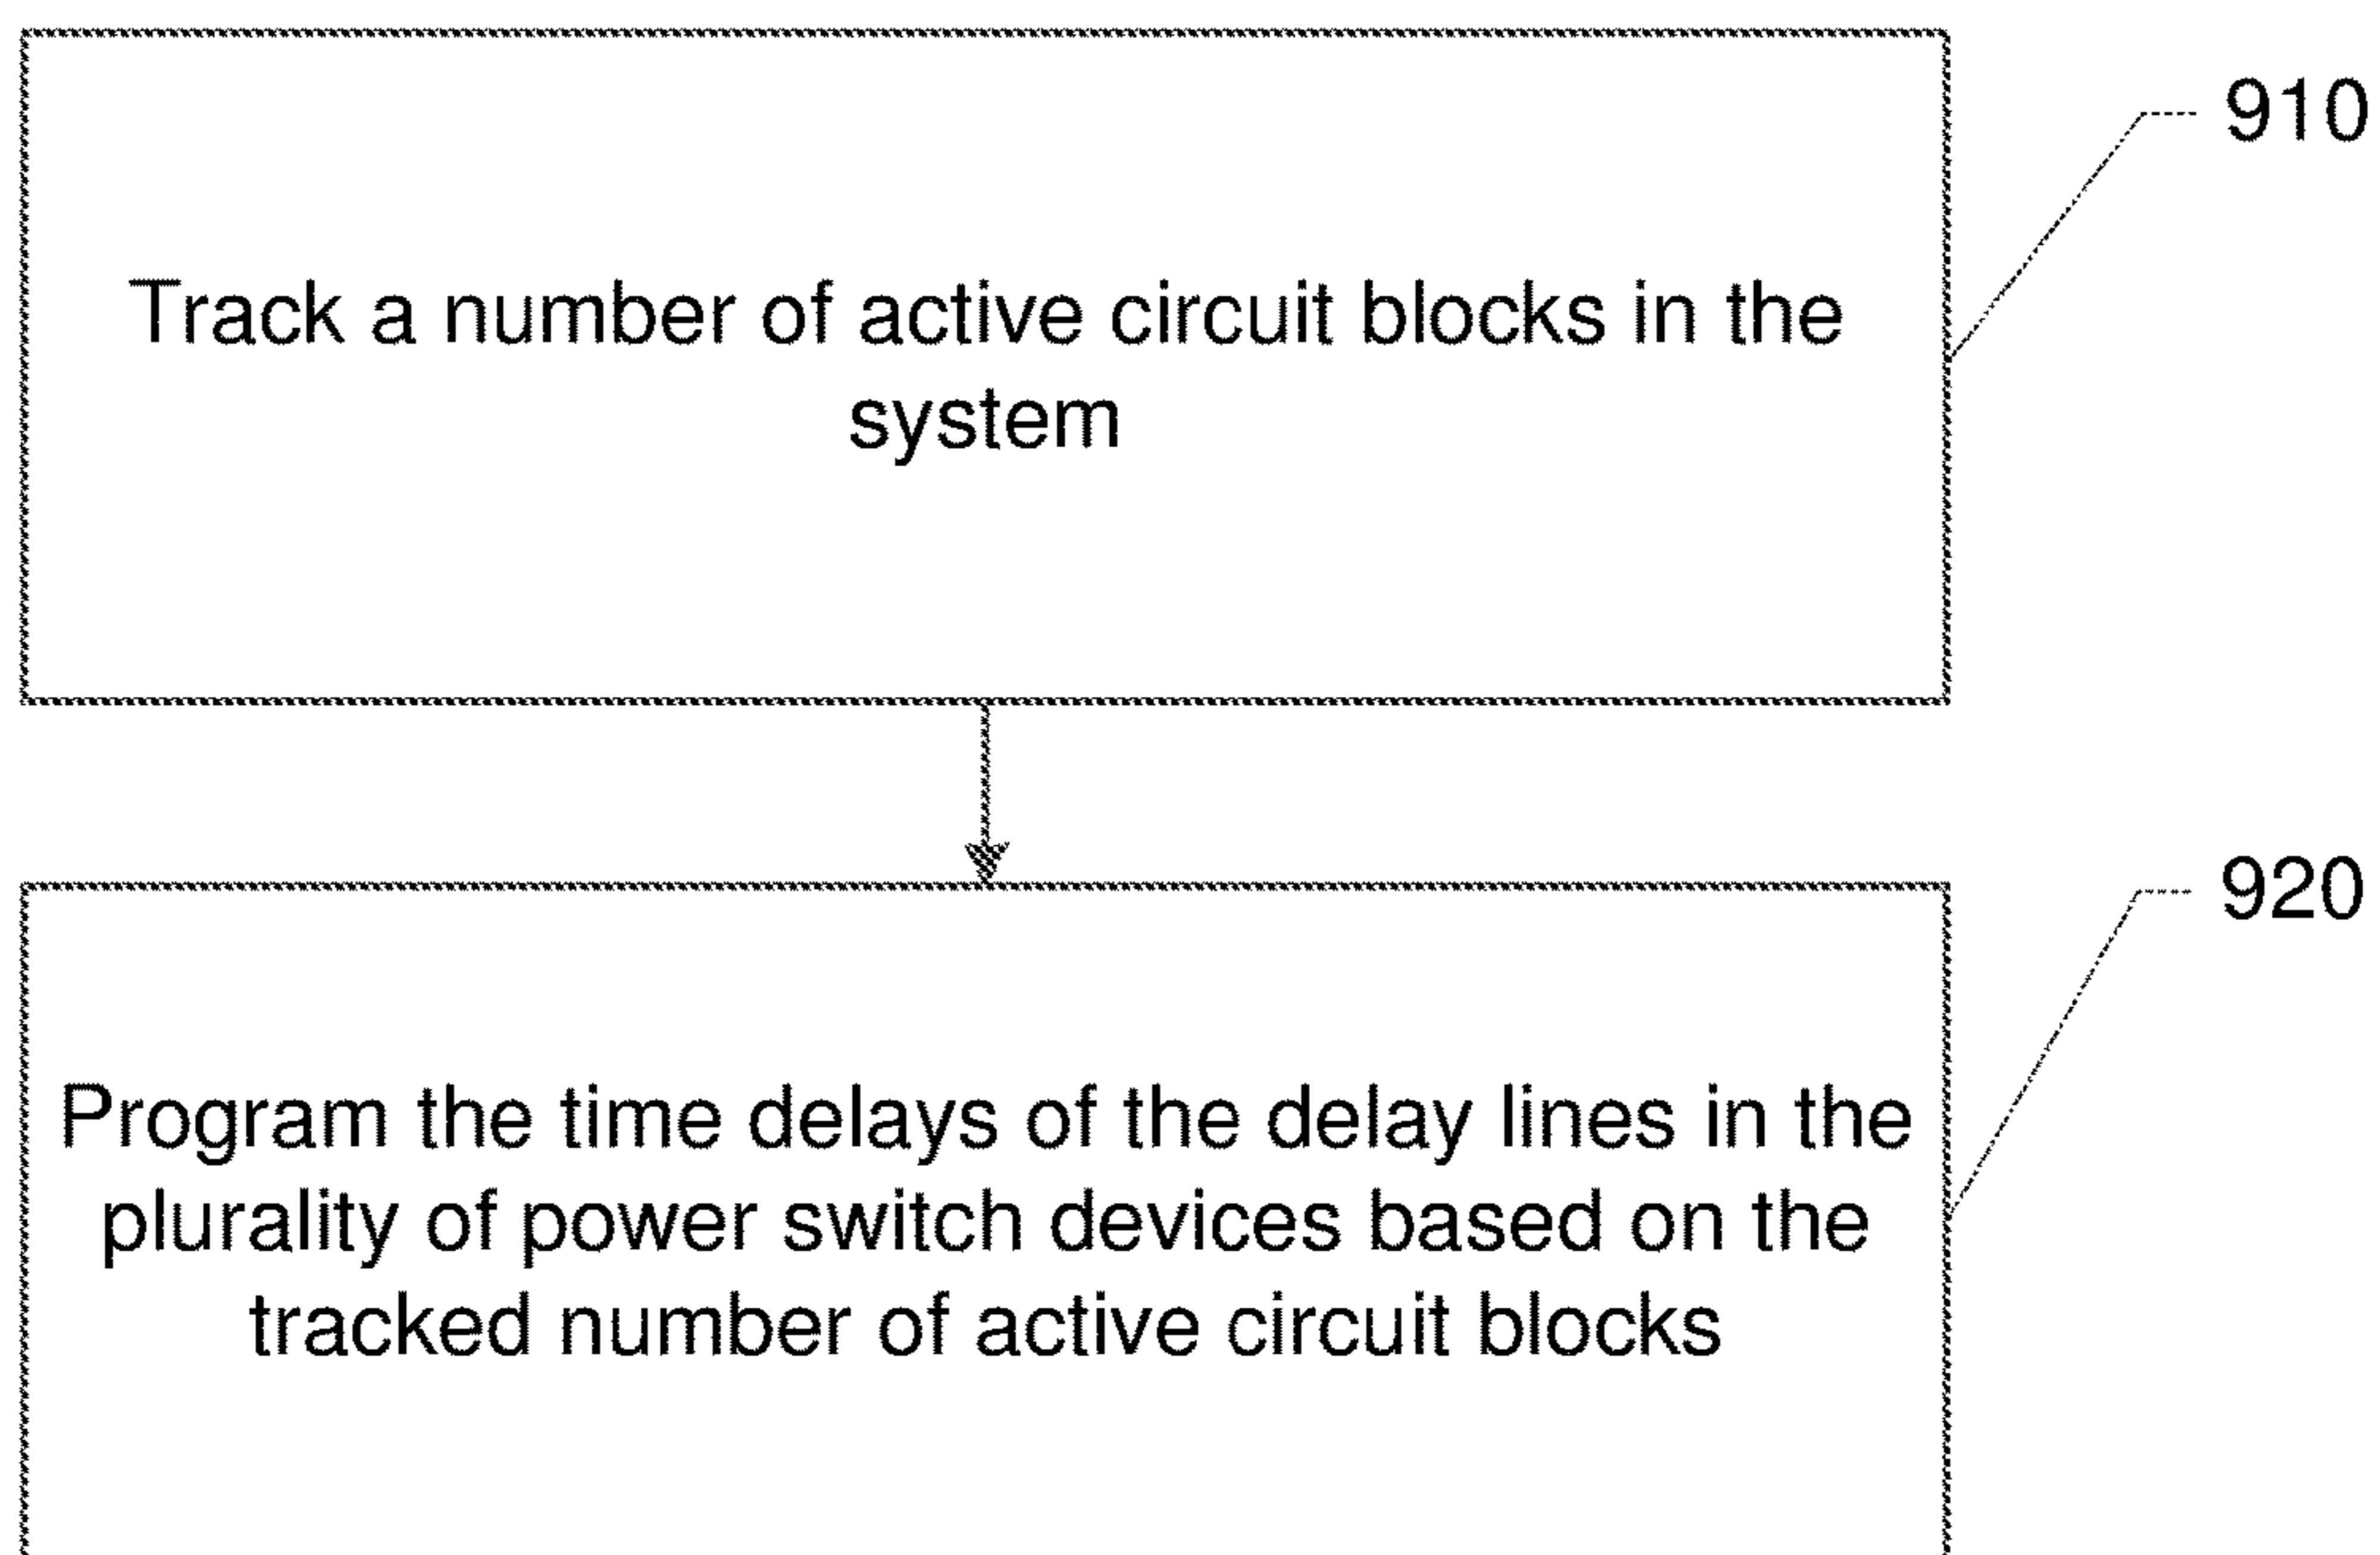 910
Track a number of active circuit blocks in the
system
920
Program the time delays of the delay lines in the
plurality of power switch devices based on the
tracked number of active circuit blocks